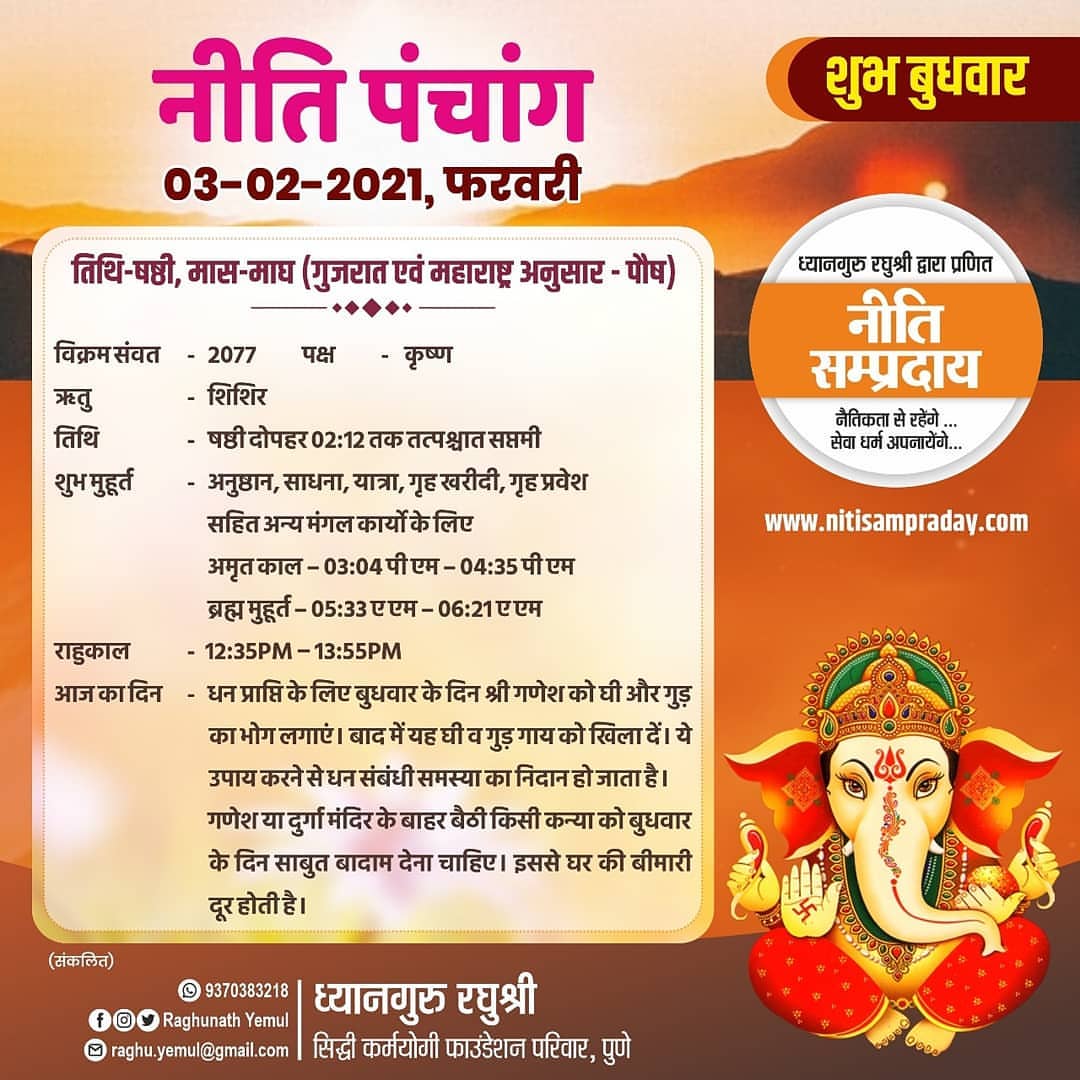 नीति पंचांग
03-02-2021, फरवरी
शुभ बुधवार
तिथि-षष्ठी, मास-माघ (गुजरात एवं महाराष्ट्र अनुसार - पौष)
विक्रम संवत - 2077 पक्ष - कृष्ण
ऋतु - शिशिर
तिथि - षष्ठी दोपहर 02:12 तक तत्पश्चात सप्तमी
शुभ मुहूर्त - अनुष्ठान, साधना, यात्रा, गृह खरीदी, गृह प्रवेश
सहित अन्य मंगल कार्यो के लिए
अमृत काल – 03:04 पी एम – 04:35 पी एम
ब्रह्म मुहूर्त – 05:33 ए एम – 06:21 ए एम
राहुकाल - 12:35PM – 13:55PM
आज का दिन - धन प्राप्ति के लिए बुधवार के दिन श्री गणेश को घी और गुड़
का भोग लगाएं। बाद में यह घी व गुड़ गाय को खिला दें। ये
उपाय करने से धन संबंधी समस्या का निदान हो जाता है।
गणेश या दुर्गा मंदिर के बाहर बैठी किसी कन्या को बुधवार
के दिन साबुत बादाम देना चाहिए। इससे घर की बीमारी
दूर होती है।
ध्यानगुरु रघुश्री द्वारा प्रणित
नीति
सम्प्रदाय
नैतिकता से रहेंगे ...
सेवा धर्म अपनायेंगे...
www.nitisampraday.com
(संकलित)
9370383218
Raghunath Yemul
raghu.yemul@gmail.com
ध्यानगुरु रघुश्री
सिद्धी कर्मयोगी फाउंडेशन परिवार, पुणे